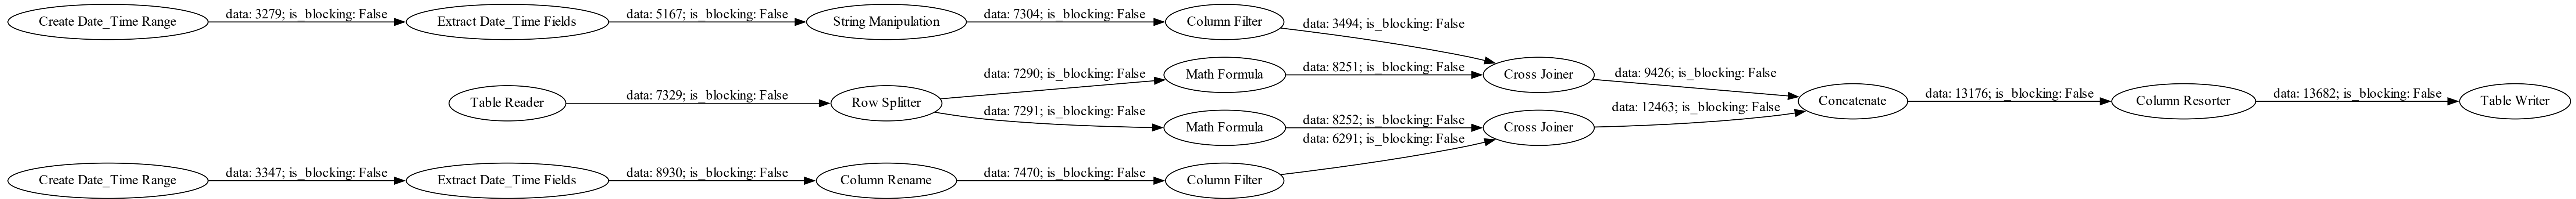 Create Date_Time Range
data: 3279; is_blocking: False
Extract Date_Time Fields
data: 5167; is_blocking: False
String Manipulation
data: 7304; is_blocking: False
Column Filter
data: 3494; is_blocking: False
Table Reader
data: 7329; is_blocking: False
Row Splitter
data: 7290; is_blocking: False
Math Formula
data: 8251; is_blocking: False
Cross Joiner
data: 9426; is_blocking: False
data: 7291; is_blocking: False
Math Formula
data: 8252; is_blocking: False
Cross Joiner
data: 12463; is_blocking: False
Concatenate
data: 13176; is_blocking: False
Column Resorter
data: 13682; is_blocking: False
Table Writer
Create Date_Time Range
data: 3347; is_blocking: False
Extract Date_Time Fields
data: 8930; is_blocking: False
Column Rename
data: 7470; is_blocking: False
Column Filter
data: 6291; is_blocking: False